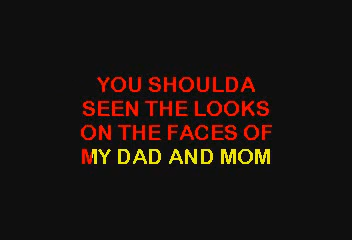 YOU SHOULDA
SEEN THE LOOKS
ON THE FACES OF
MY DAD AND MOM